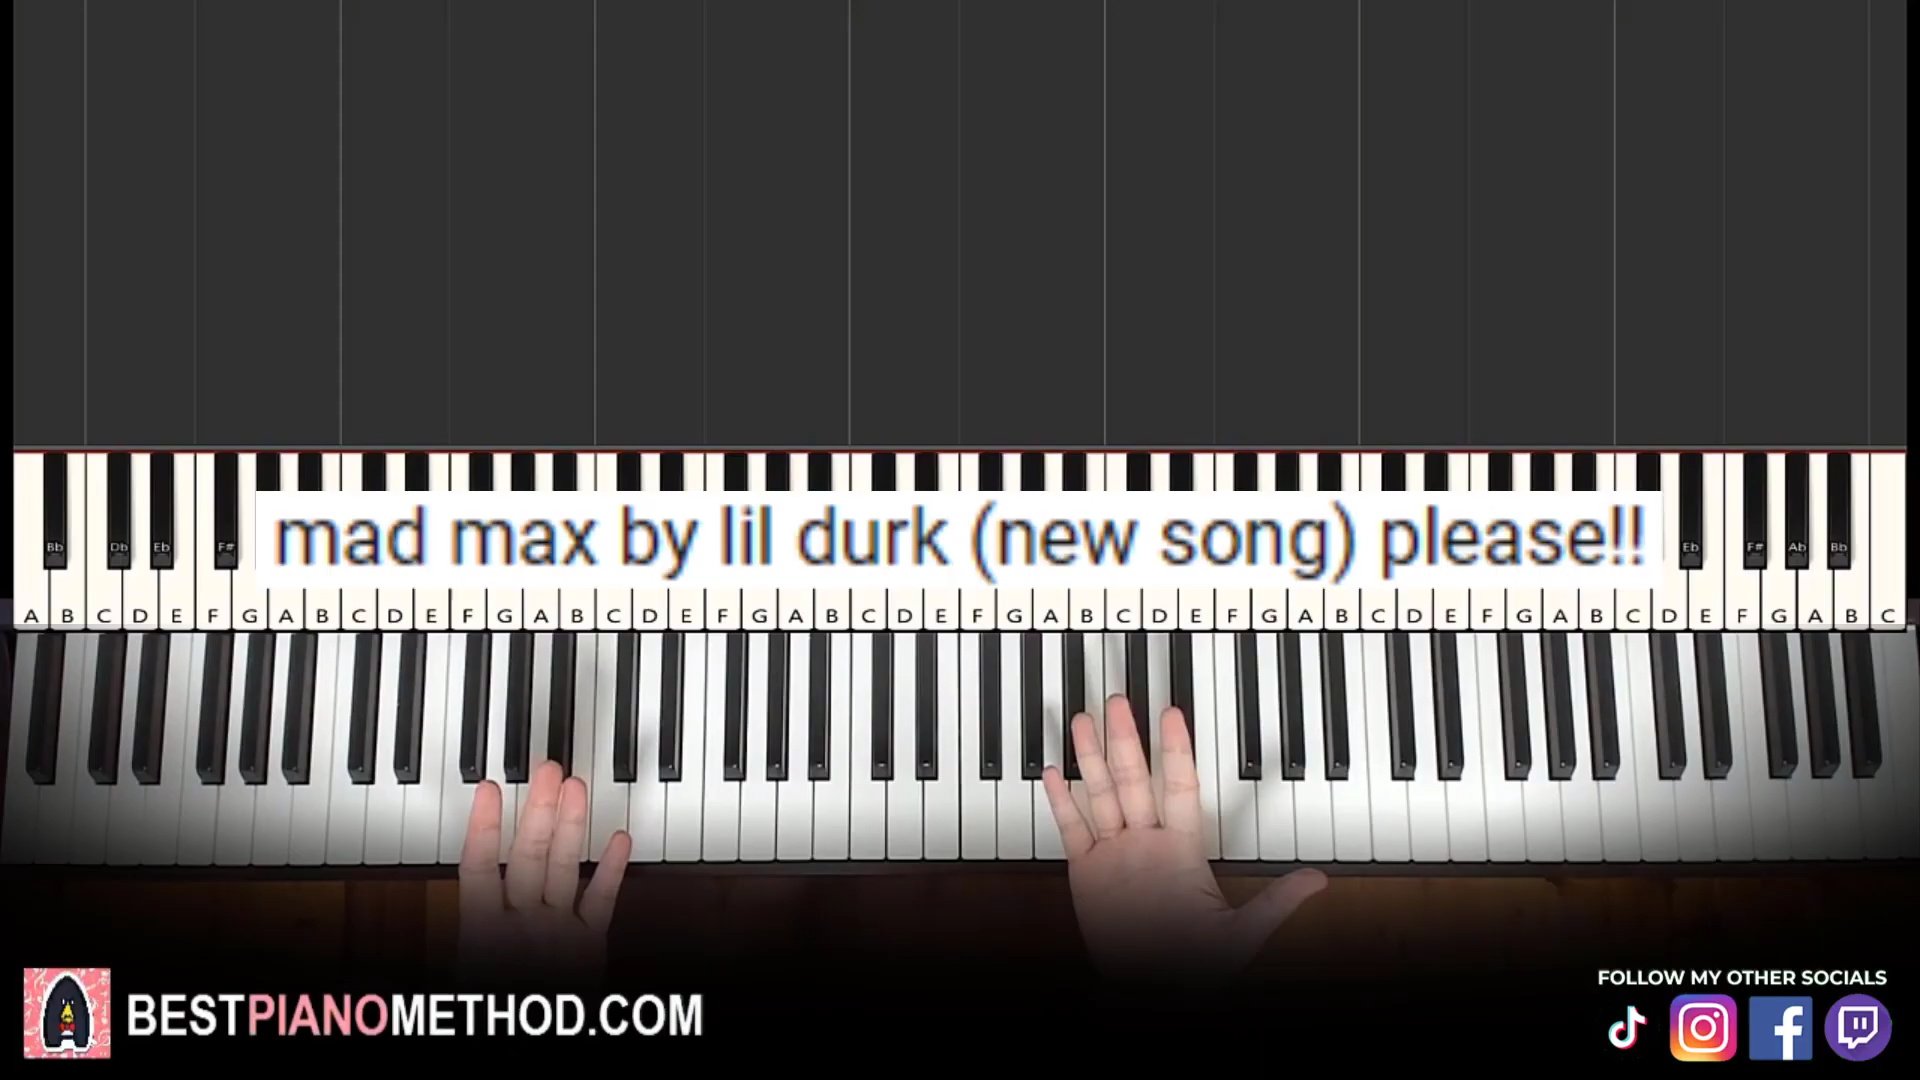 Bb Db Eb F# Eb F# Ab Bb
mad max by lil durk (new song) please!!
A B C D E F G A B C D E F G A B C D E F G A B C D E F G A B C D E F G A B C D E F G A B C D E F G A B C
FOLLOW MY OTHER SOCIALS
BESTPIANOMETHOD.COM